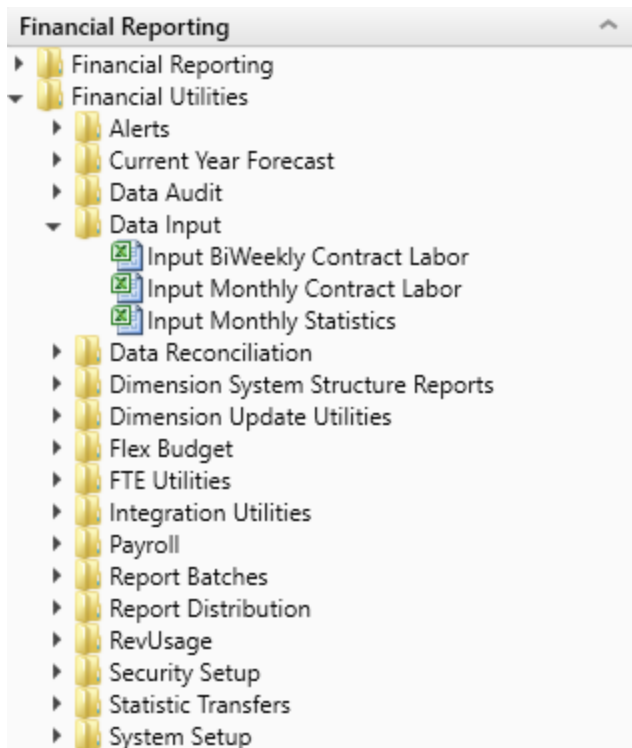 Financial Reporting
Financial Reporting
Financial Utilities
Alerts
Current Year Forecast
Data Audit
Data Input
Input BiWeekly Contract Labor
Input Monthly Contract Labor
Input Monthly Statistics
Data Reconciliation
Dimension System Structure Reports
Dimension Update Utilities
Flex Budget
FTE Utilities
Integration Utilities
Payroll
Report Batches
Report Distribution
RevUsage
Security Setup
Statistic Transfers
System Setup